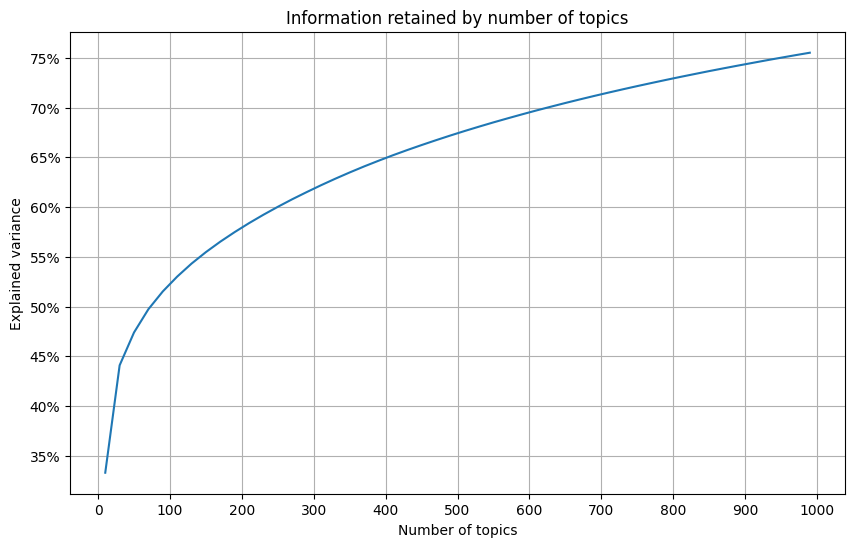 Information retained by number of topics
75%
70%
65%
60%
55%
50%
45%
40%
35%
Explained variance
0 100 200 300 400 500 600 700 800 900 1000
Number of topics